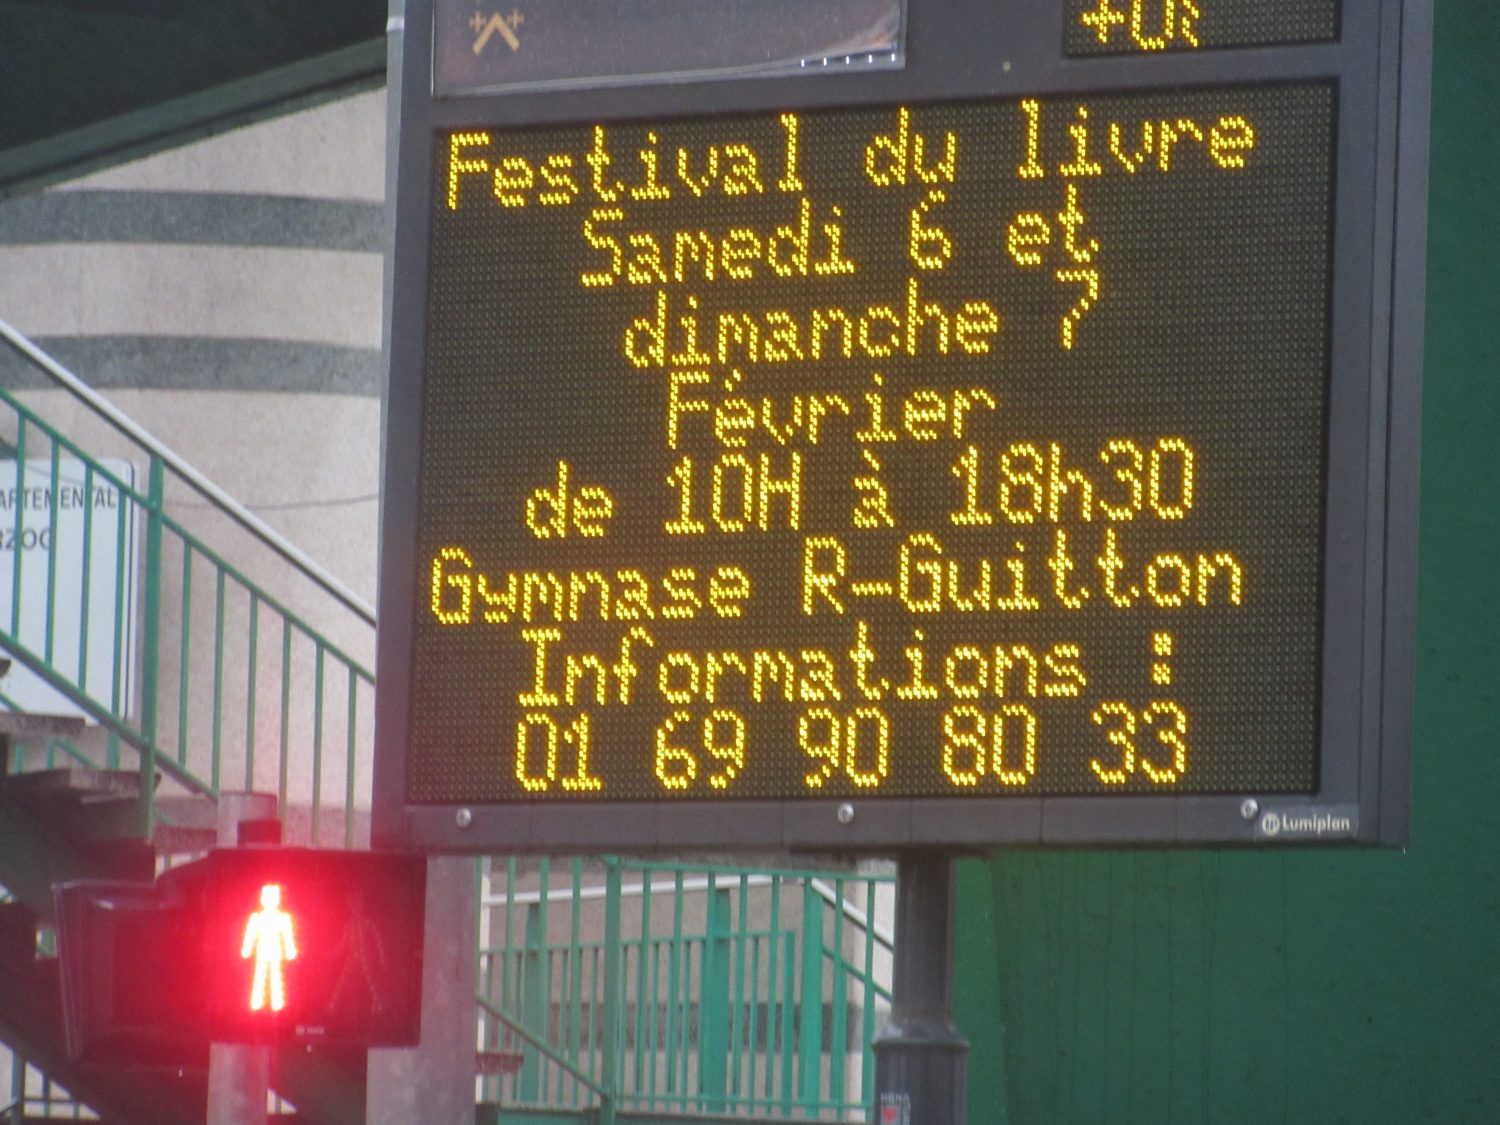 Festival du livre
Samedi 6 et
dimanche 7
Février
de 10H à 18h30
Gymnase R-Guitton
Informations :
01 69 90 80 33
Lumiplan
ARTEMENTAL